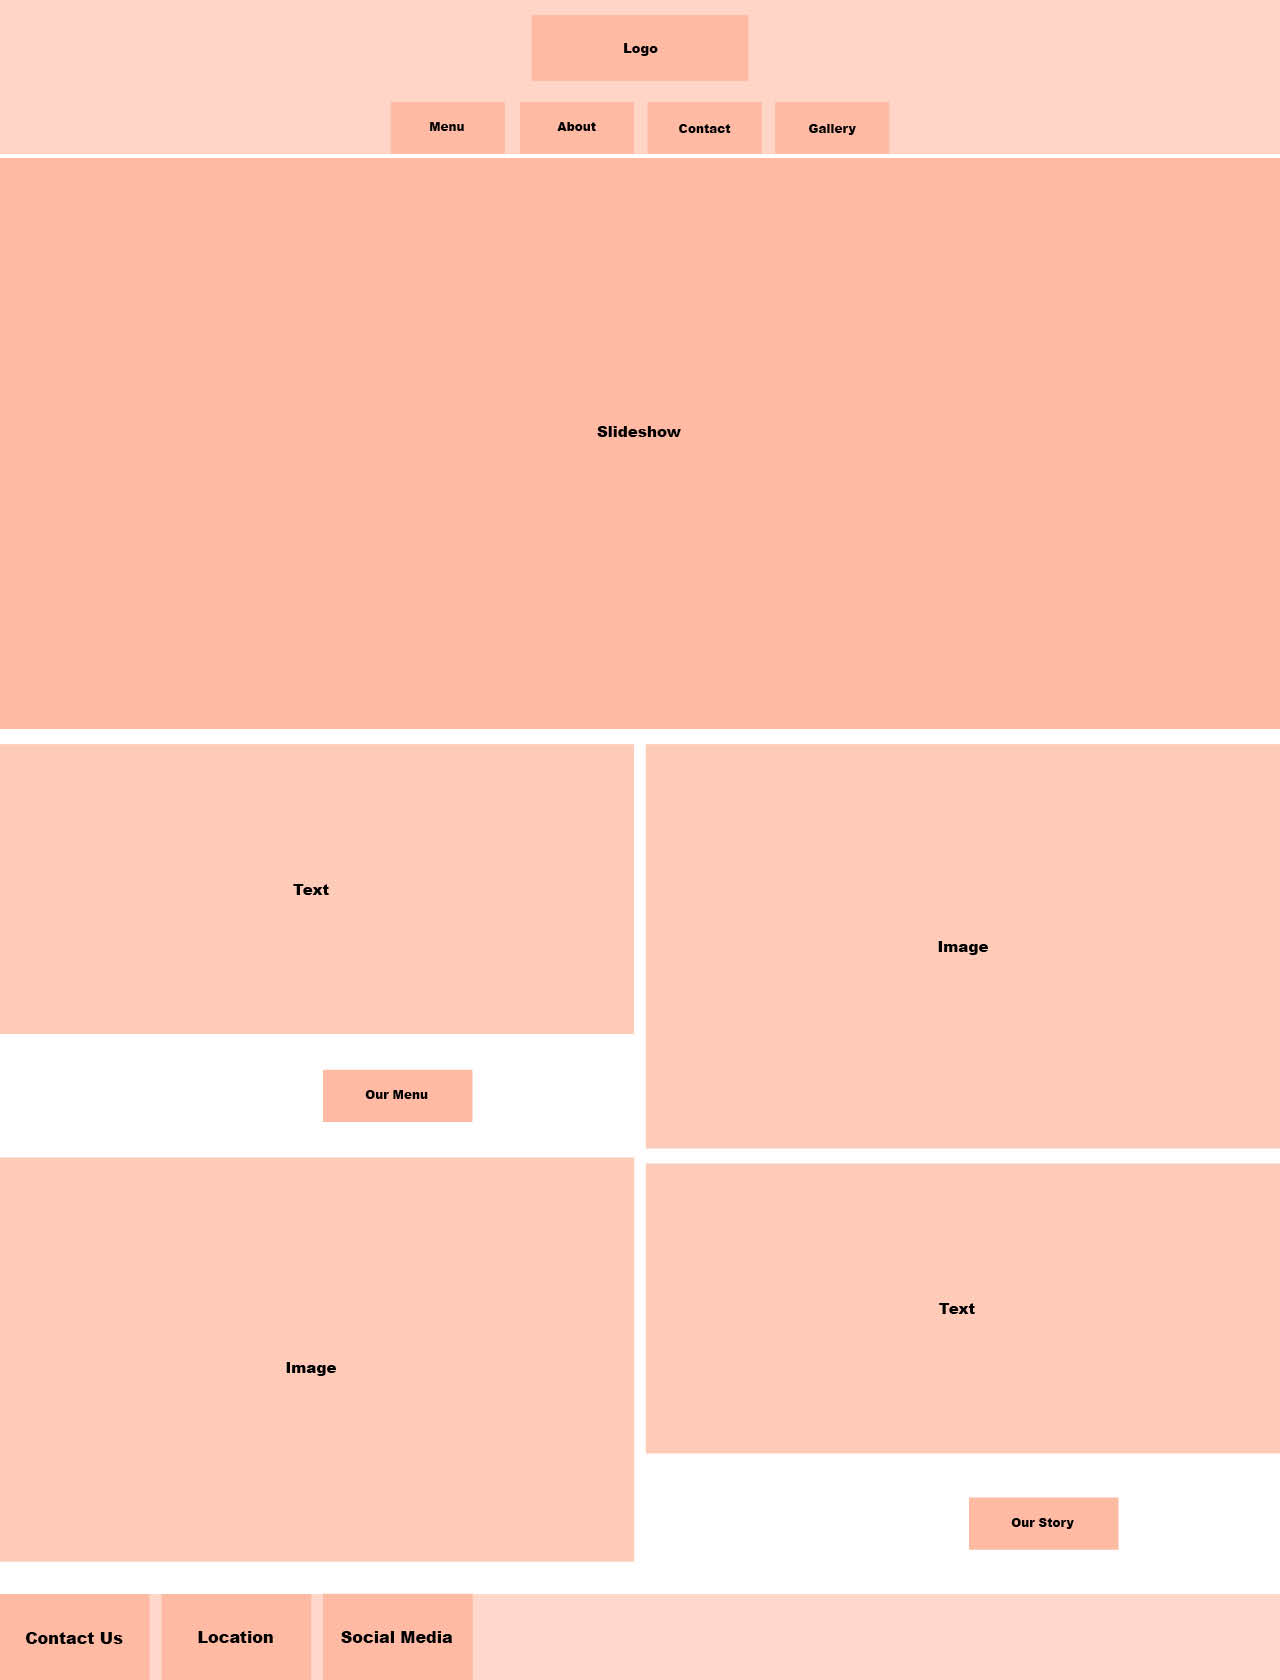 Logo
Menu
About
Contact
Gallery
Slideshow
Text
Image
Our Menu
Image
Text
Our Story
Contact Us
Location
Social Media